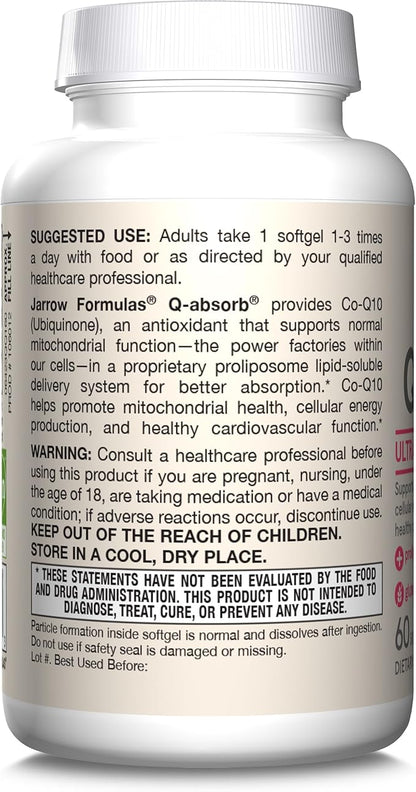 SUGGESTED USE: Adults take 1 softgel 1-3 times
a day with food or as directed by your qualified
healthcare professional.
Jarrow Formulas® Q-absorb® provides Co-Q10
(Ubiquinone), an antioxidant that supports normal
mitochondrial function—the power factories within
our cells—in a proprietary proliposome lipid-soluble
delivery system for better absorption.* Co-Q10
helps promote mitochondrial health, cellular energy
production, and healthy cardiovascular function.*
WARNING: Consult a healthcare professional before
using this product if you are pregnant, nursing, under
the age of 18, are taking medication or have a medical
condition; if adverse reactions occur, discontinue use.
KEEP OUT OF THE REACH OF CHILDREN.
STORE IN A COOL, DRY PLACE.
* THESE STATEMENTS HAVE NOT BEEN EVALUATED BY THE FOOD
AND DRUG ADMINISTRATION. THIS PRODUCT IS NOT INTENDED TO
DIAGNOSE, TREAT, CURE, OR PREVENT ANY DISEASE.
Particle formation inside softgel is normal and dissolves after ingestion.
Do not use if safety seal is damaged or missing.
Lot #. Best Used Before:
APPROX.
FILL LINE
60